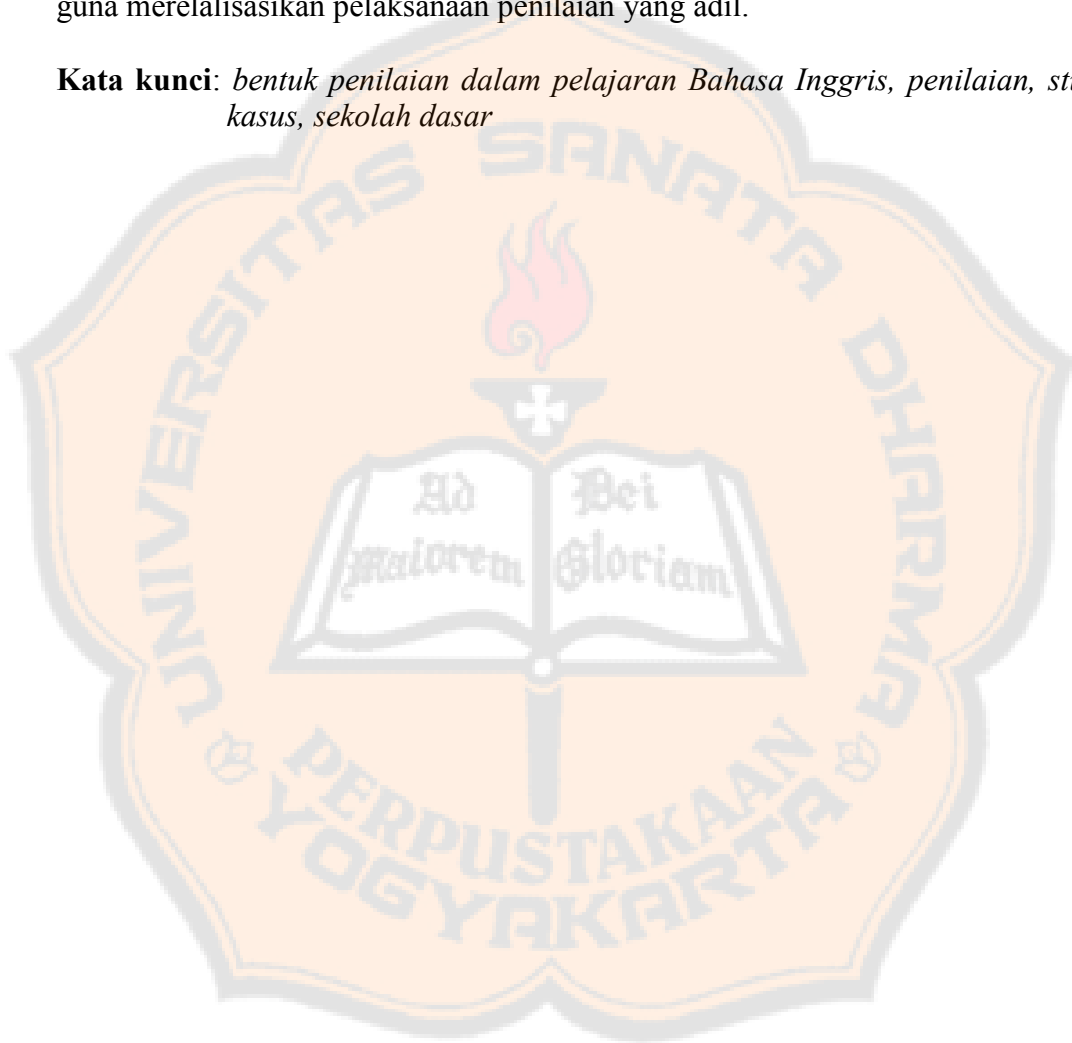 guna merelalisasikan pelaksanaan penilaian yang adil.
Kata kunci: bentuk penilaian dalam pelajaran Bahasa Inggris, penilaian,
kasus, sekolah dasar
UNIVERSITAS SANATA DHARMA
Ad Dei
Maiorem Gloriam
PERPUSTAKAAN
YOGYAKARTA